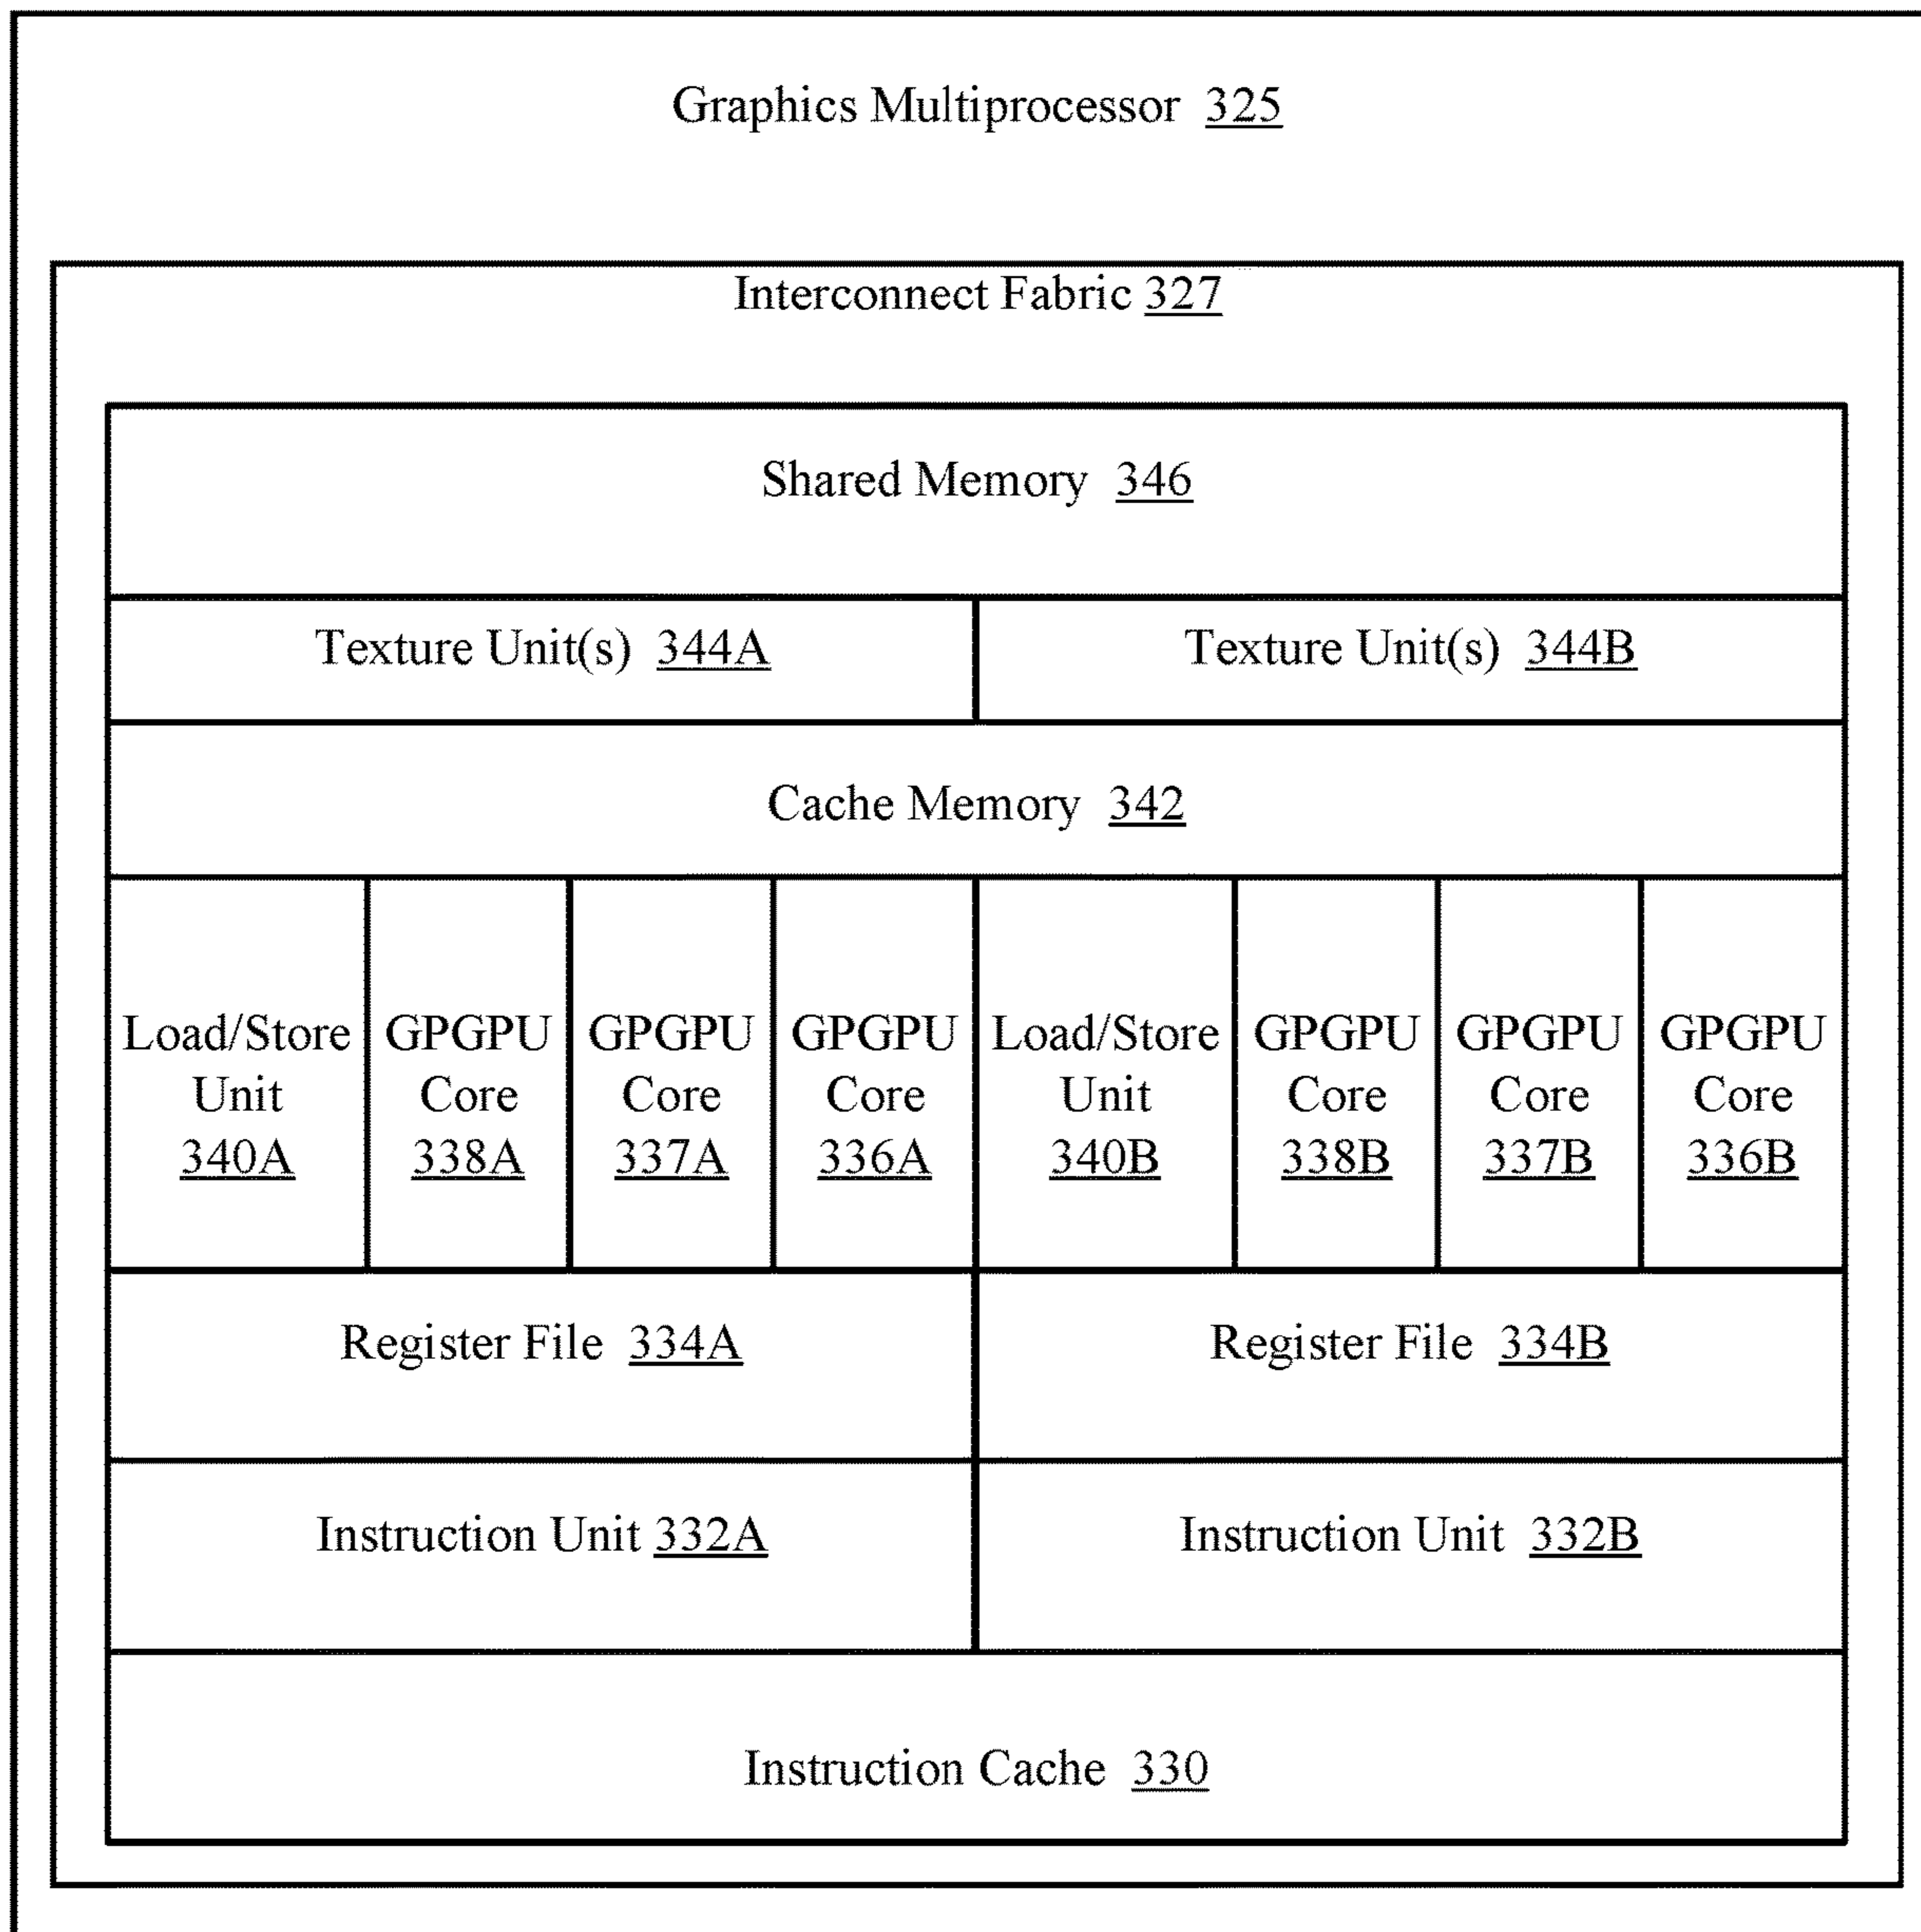 Graphics Multiprocessor 325
Interconnect Fabric 327
Shared Memory 346
Texture Unit(s) 344A
Texture Unit(s) 344B
Cache Memory 342
Load/Store
Unit
340A
GPGPU
Core
338A
GPGPU
Core
337A
GPGPU
Core
336A
Load/Store
Unit
340B
GPGPU
Core
338B
GPGPU
Core
337B
GPGPU
Core
336B
Register File 334A
Register File 334B
Instruction Unit 332A
Instruction Unit 332B
Instruction Cache 330